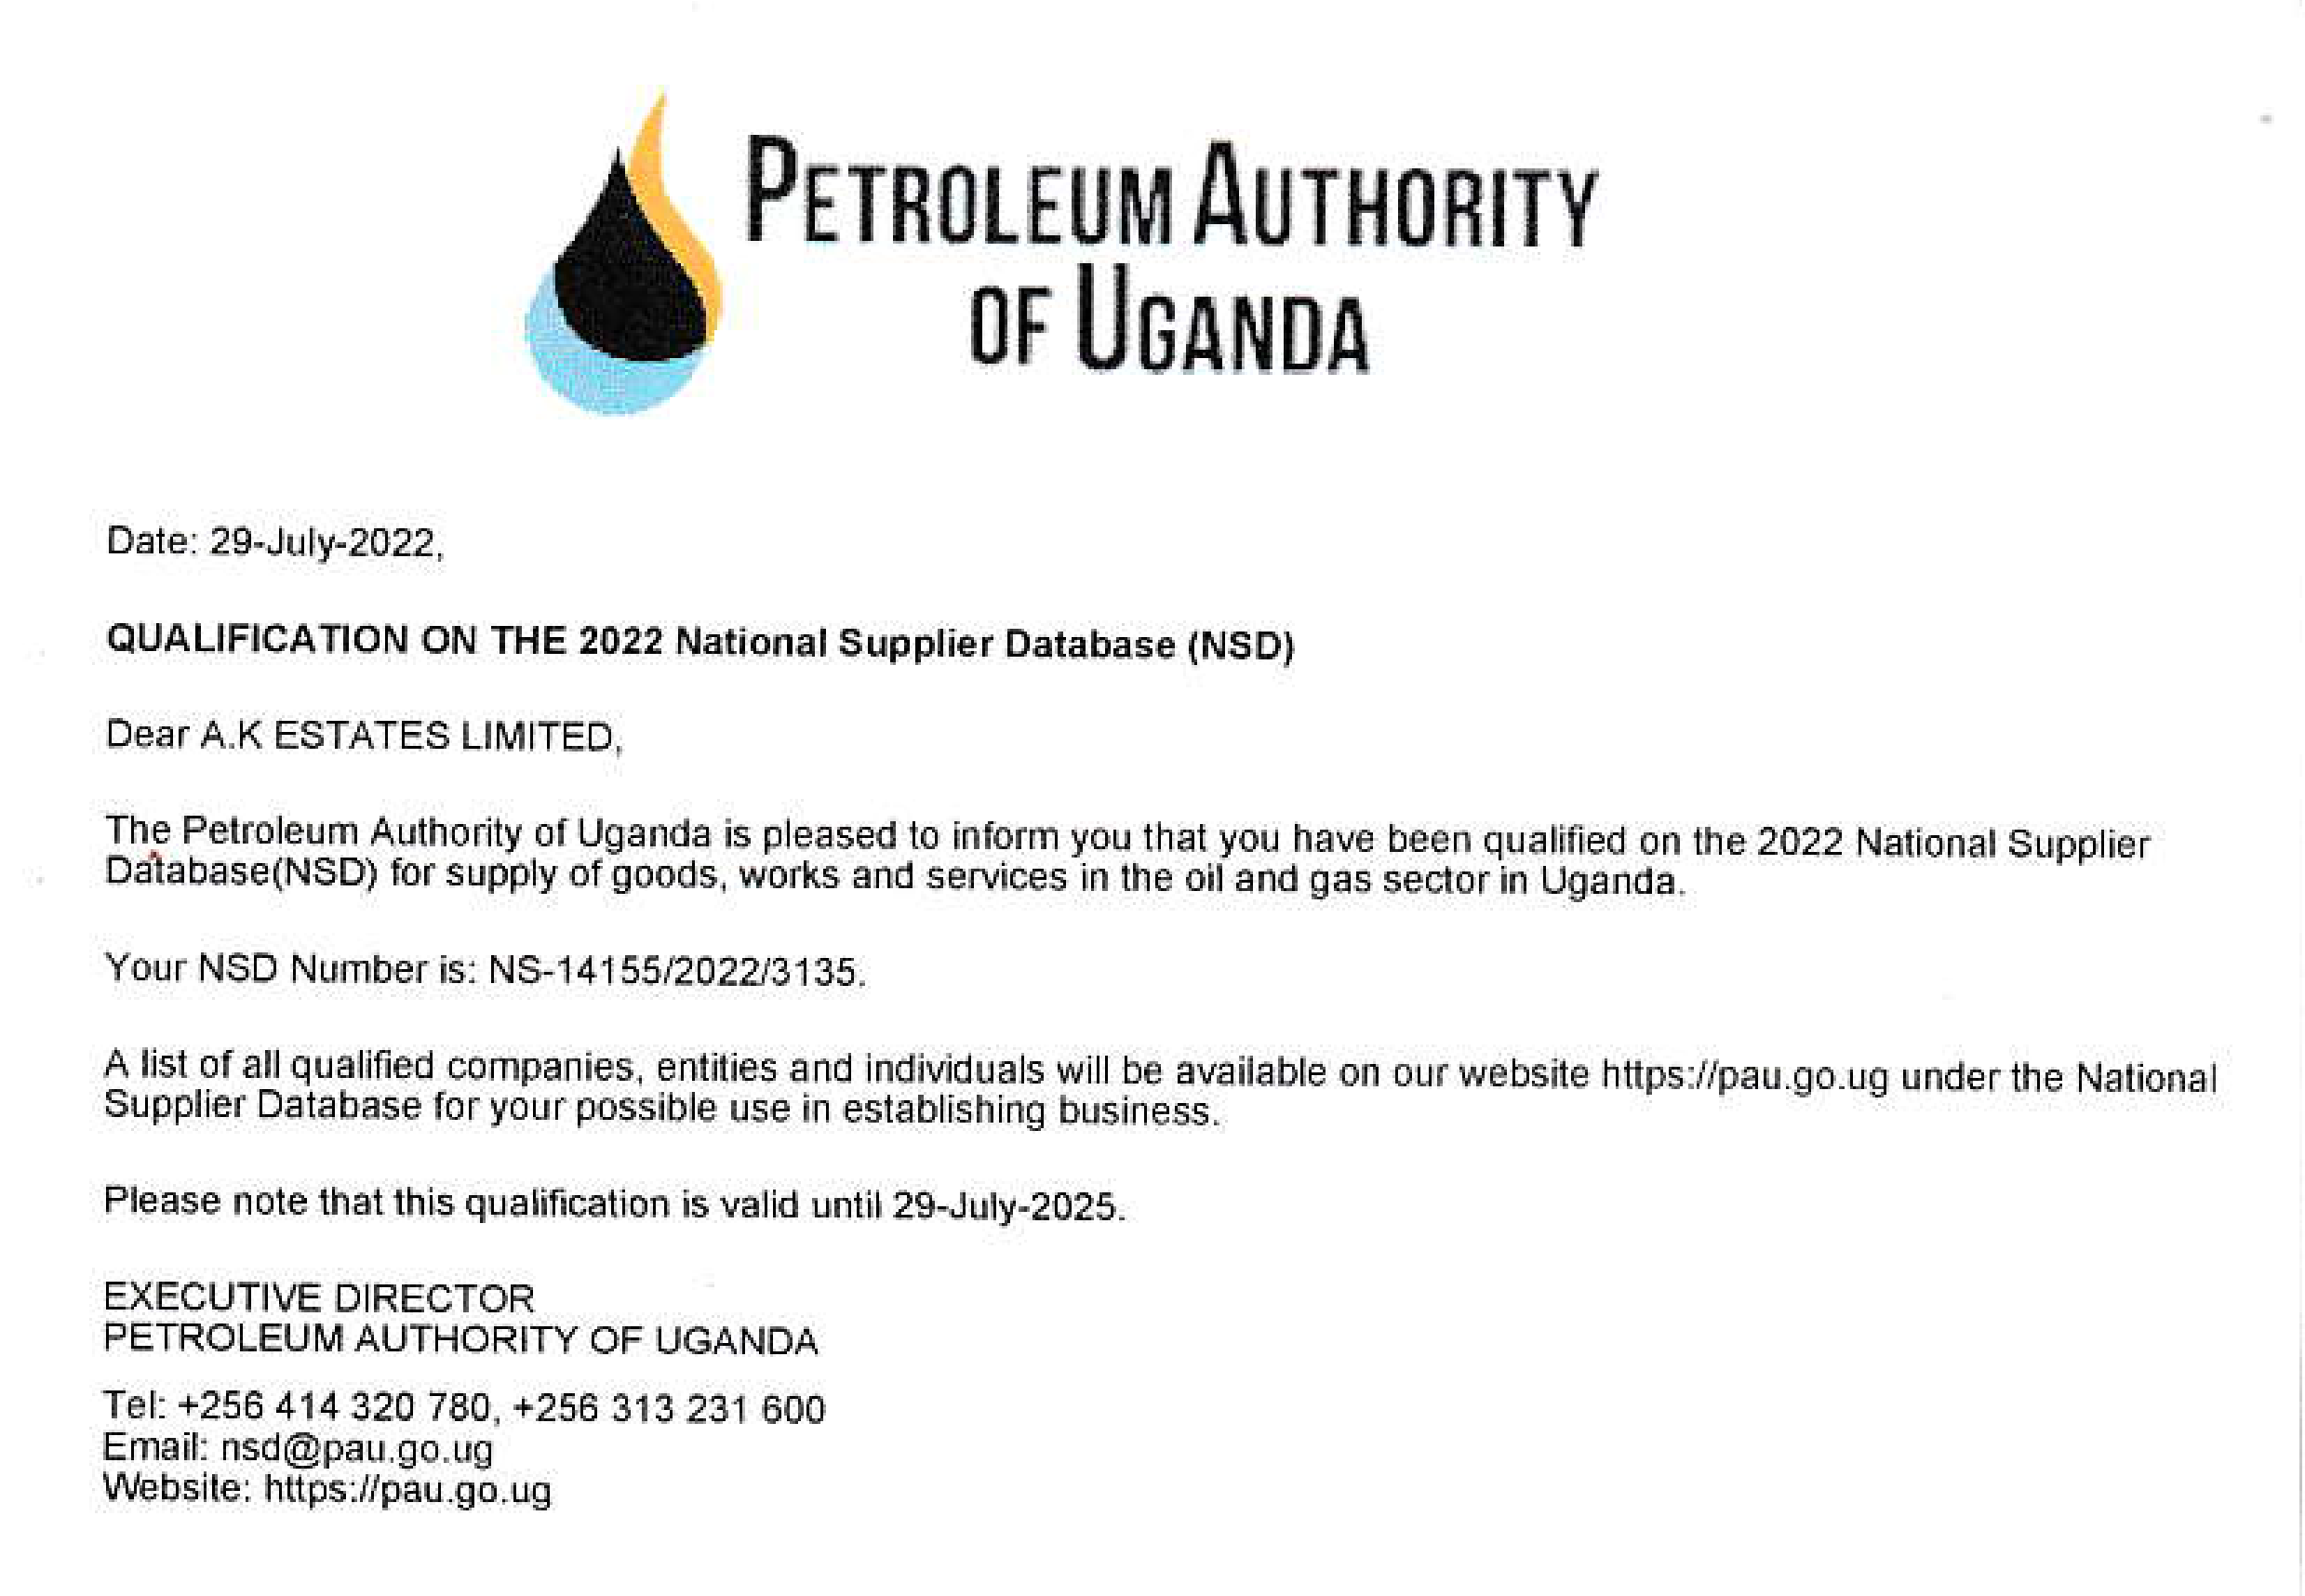 PETROLEUM AUTHORITY
OF UGANDA
Date: 29-July-2022,
QUALIFICATION ON THE 2022 National Supplier Database (NSD)
Dear A.K ESTATES LIMITED,
The Petroleum Authority of Uganda is pleased to inform you that you have been qualified on the 2022 National Supplier
Database(NSD) for supply of goods, works and services in the oil and gas sector in Uganda.
Your NSD Number is: NS-14155/2022/3135.
A list of all qualified companies, entities and individuals will be available on our website https://pau.go.ug under the National
Supplier Database for your possible use in establishing business.
Please note that this qualification is valid until 29-July-2025.
EXECUTIVE DIRECTOR
PETROLEUM AUTHORITY OF UGANDA
Tel: +256 414 320 780, +256 313 231 600
Email: nsd@pau.go.ug
Website: https://pau.go.ug